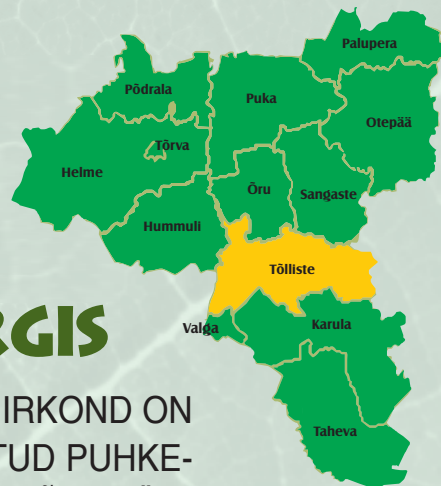 Palupera
Põdrala
Puka
Otepää
Tõrva
Helme
Õru
Sangaste
Hummuli
Tõlliste
Valga
Karula
RGIS
IRKOND ON
TUD PUHKE-
Taheva